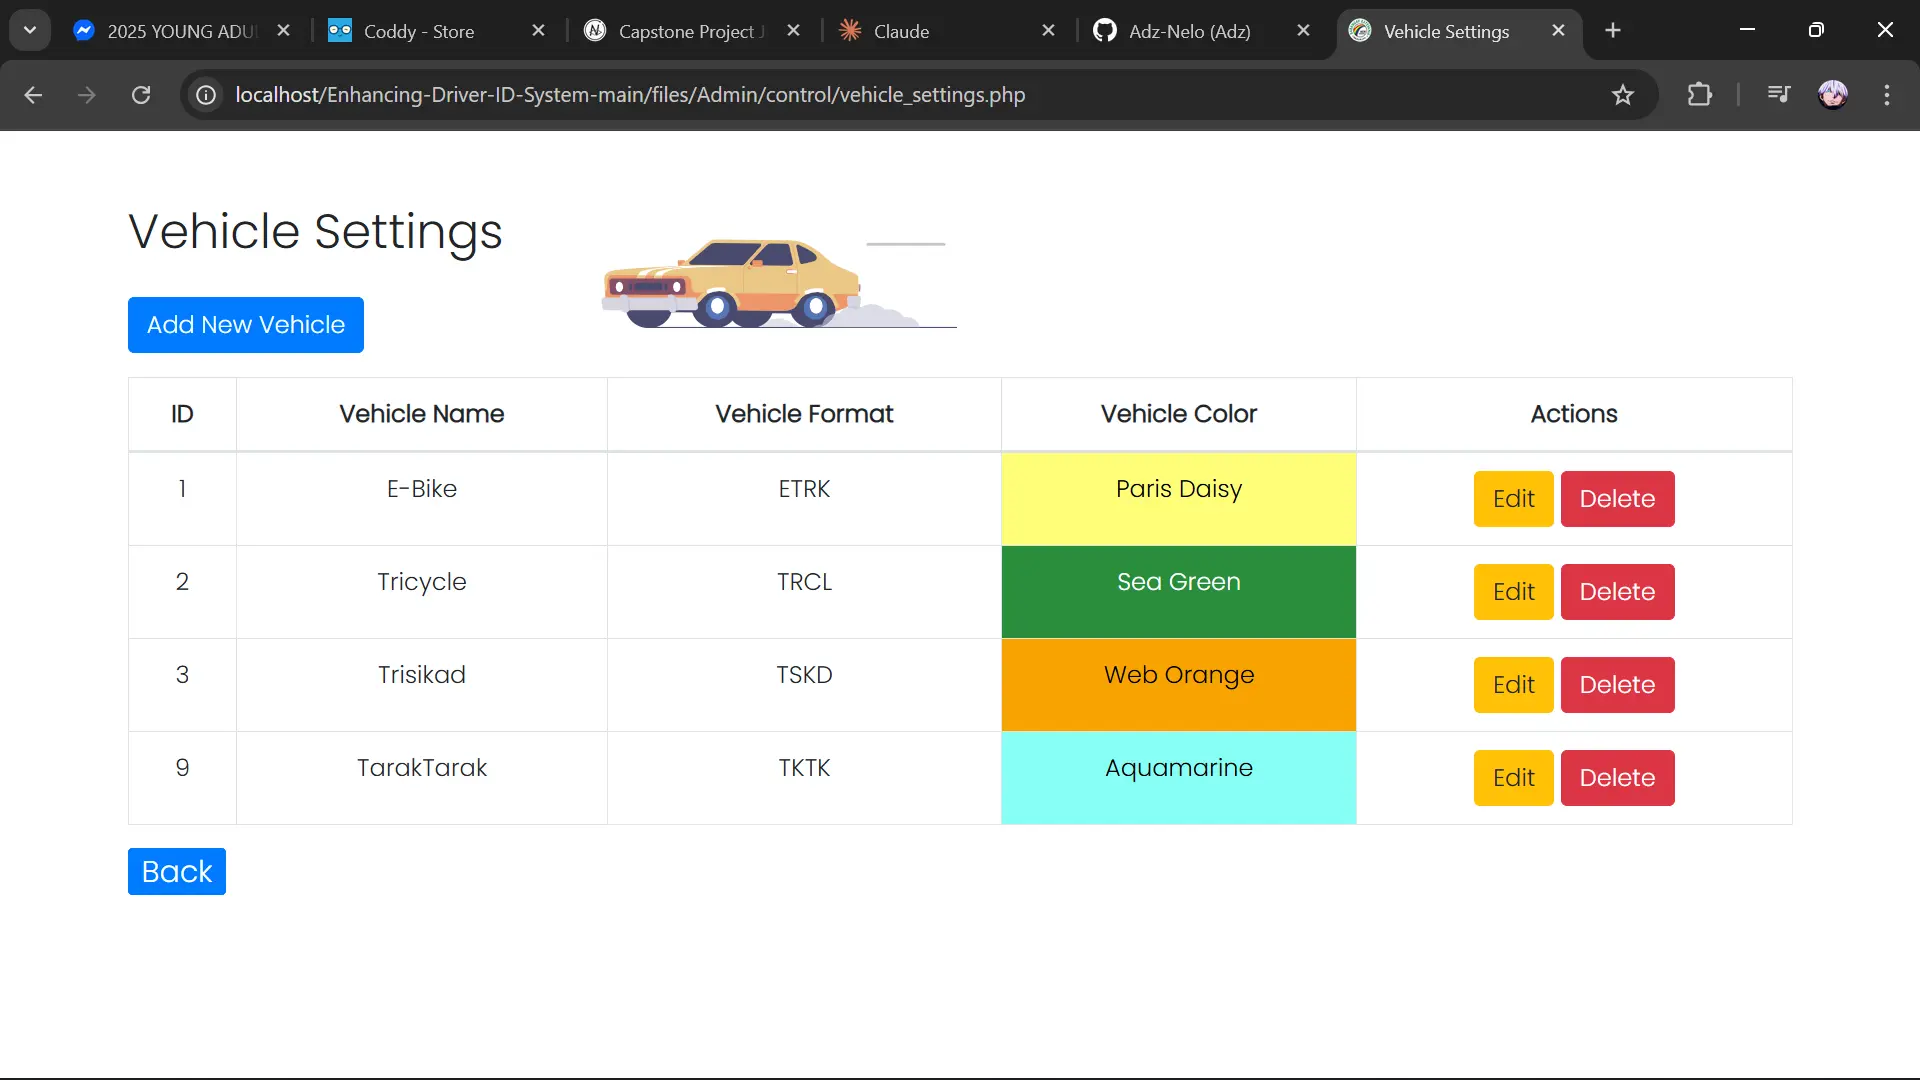 2025 YOUNG ADU
Coddy - Store
Capstone Project J
Claude
Adz-Nelo (Adz)
Vehicle Settings
localhost/Enhancing-Driver-ID-System-main/files/Admin/control/vehicle_settings.php
Vehicle Settings
Add New Vehicle
ID Vehicle Name Vehicle Format Vehicle Color Actions
1 E-Bike ETRK Paris Daisy Edit Delete
2 Tricycle TRCL Sea Green Edit Delete
3 Trisikad TSKD Web Orange Edit Delete
9 TarakTarak TKTK Aquamarine Edit Delete
Back